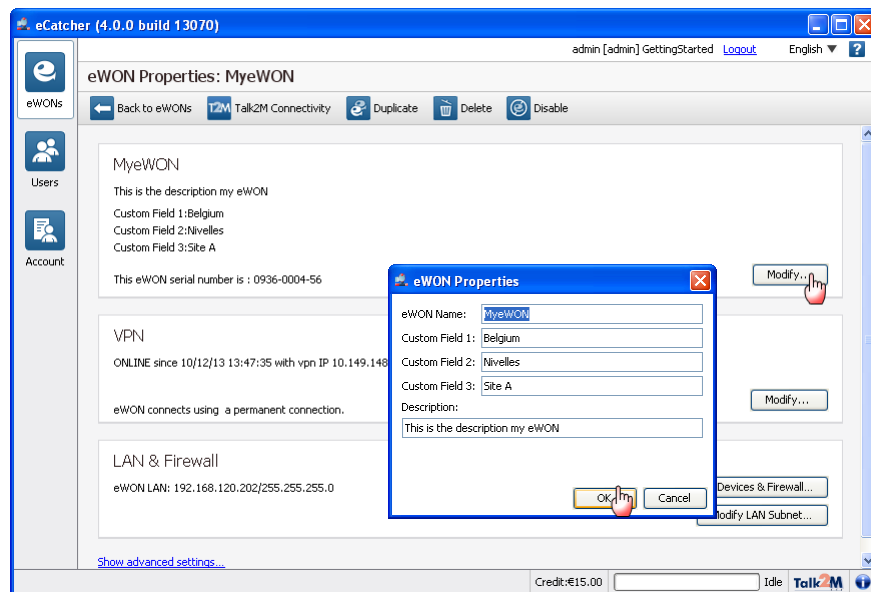 eCatcher (4.0.0 build 13070)
admin [admin] GettingStarted Logout English ?
eWONs
Users
Account
eWON Properties: MyeWON
Back to eWONs T2M Talk2M Connectivity Duplicate Delete Disable
MyeWON
This is the description my eWON
Custom Field 1:Belgium
Custom Field 2:Nivelles
Custom Field 3:Site A
This eWON serial number is : 0936-0004-56
Modify...
VPN
ONLINE since 10/12/13 13:47:35 with vpn IP 10.149.148
eWON connects using a permanent connection.
Modify...
LAN & Firewall
eWON LAN: 192.168.120.202/255.255.255.0
Devices & Firewall...
Modify LAN Subnet...
Show advanced settings...
eWON Properties
eWON Name: MyeWON
Custom Field 1: Belgium
Custom Field 2: Nivelles
Custom Field 3: Site A
Description:
This is the description my eWON
OK Cancel
Credit:€15.00 Idle Talk2M